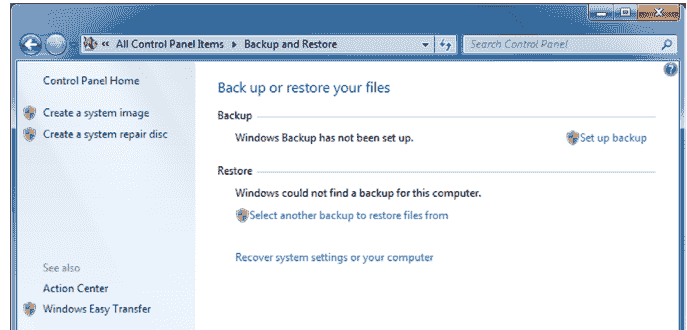 « All Control Panel Items ▸ Backup and Restore
Search Control Panel
Control Panel Home
Create a system image
Create a system repair disc
See also
Action Center
Windows Easy Transfer
Back up or restore your files
Backup
Windows Backup has not been set up.
Set up backup
Restore
Windows could not find a backup for this computer.
Select another backup to restore files from
Recover system settings or your computer